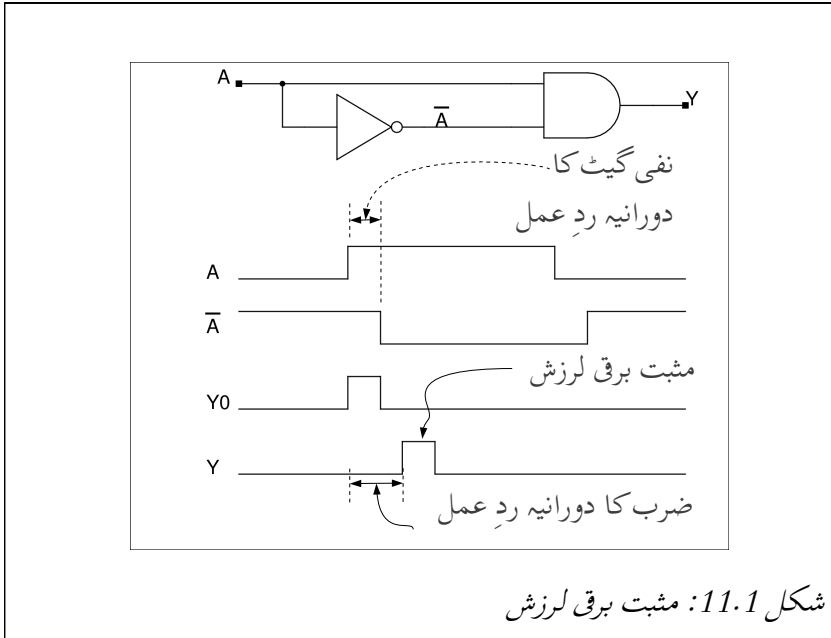 A
A̅
Y
نفی گیٹ کا
دورانیہ ردِ عمل
A
A̅
مثبت برقی لرزش
Y0
Y
ضرب کا دورانیہ ردِ عمل
شکل 11.1: مثبت برقی لرزش